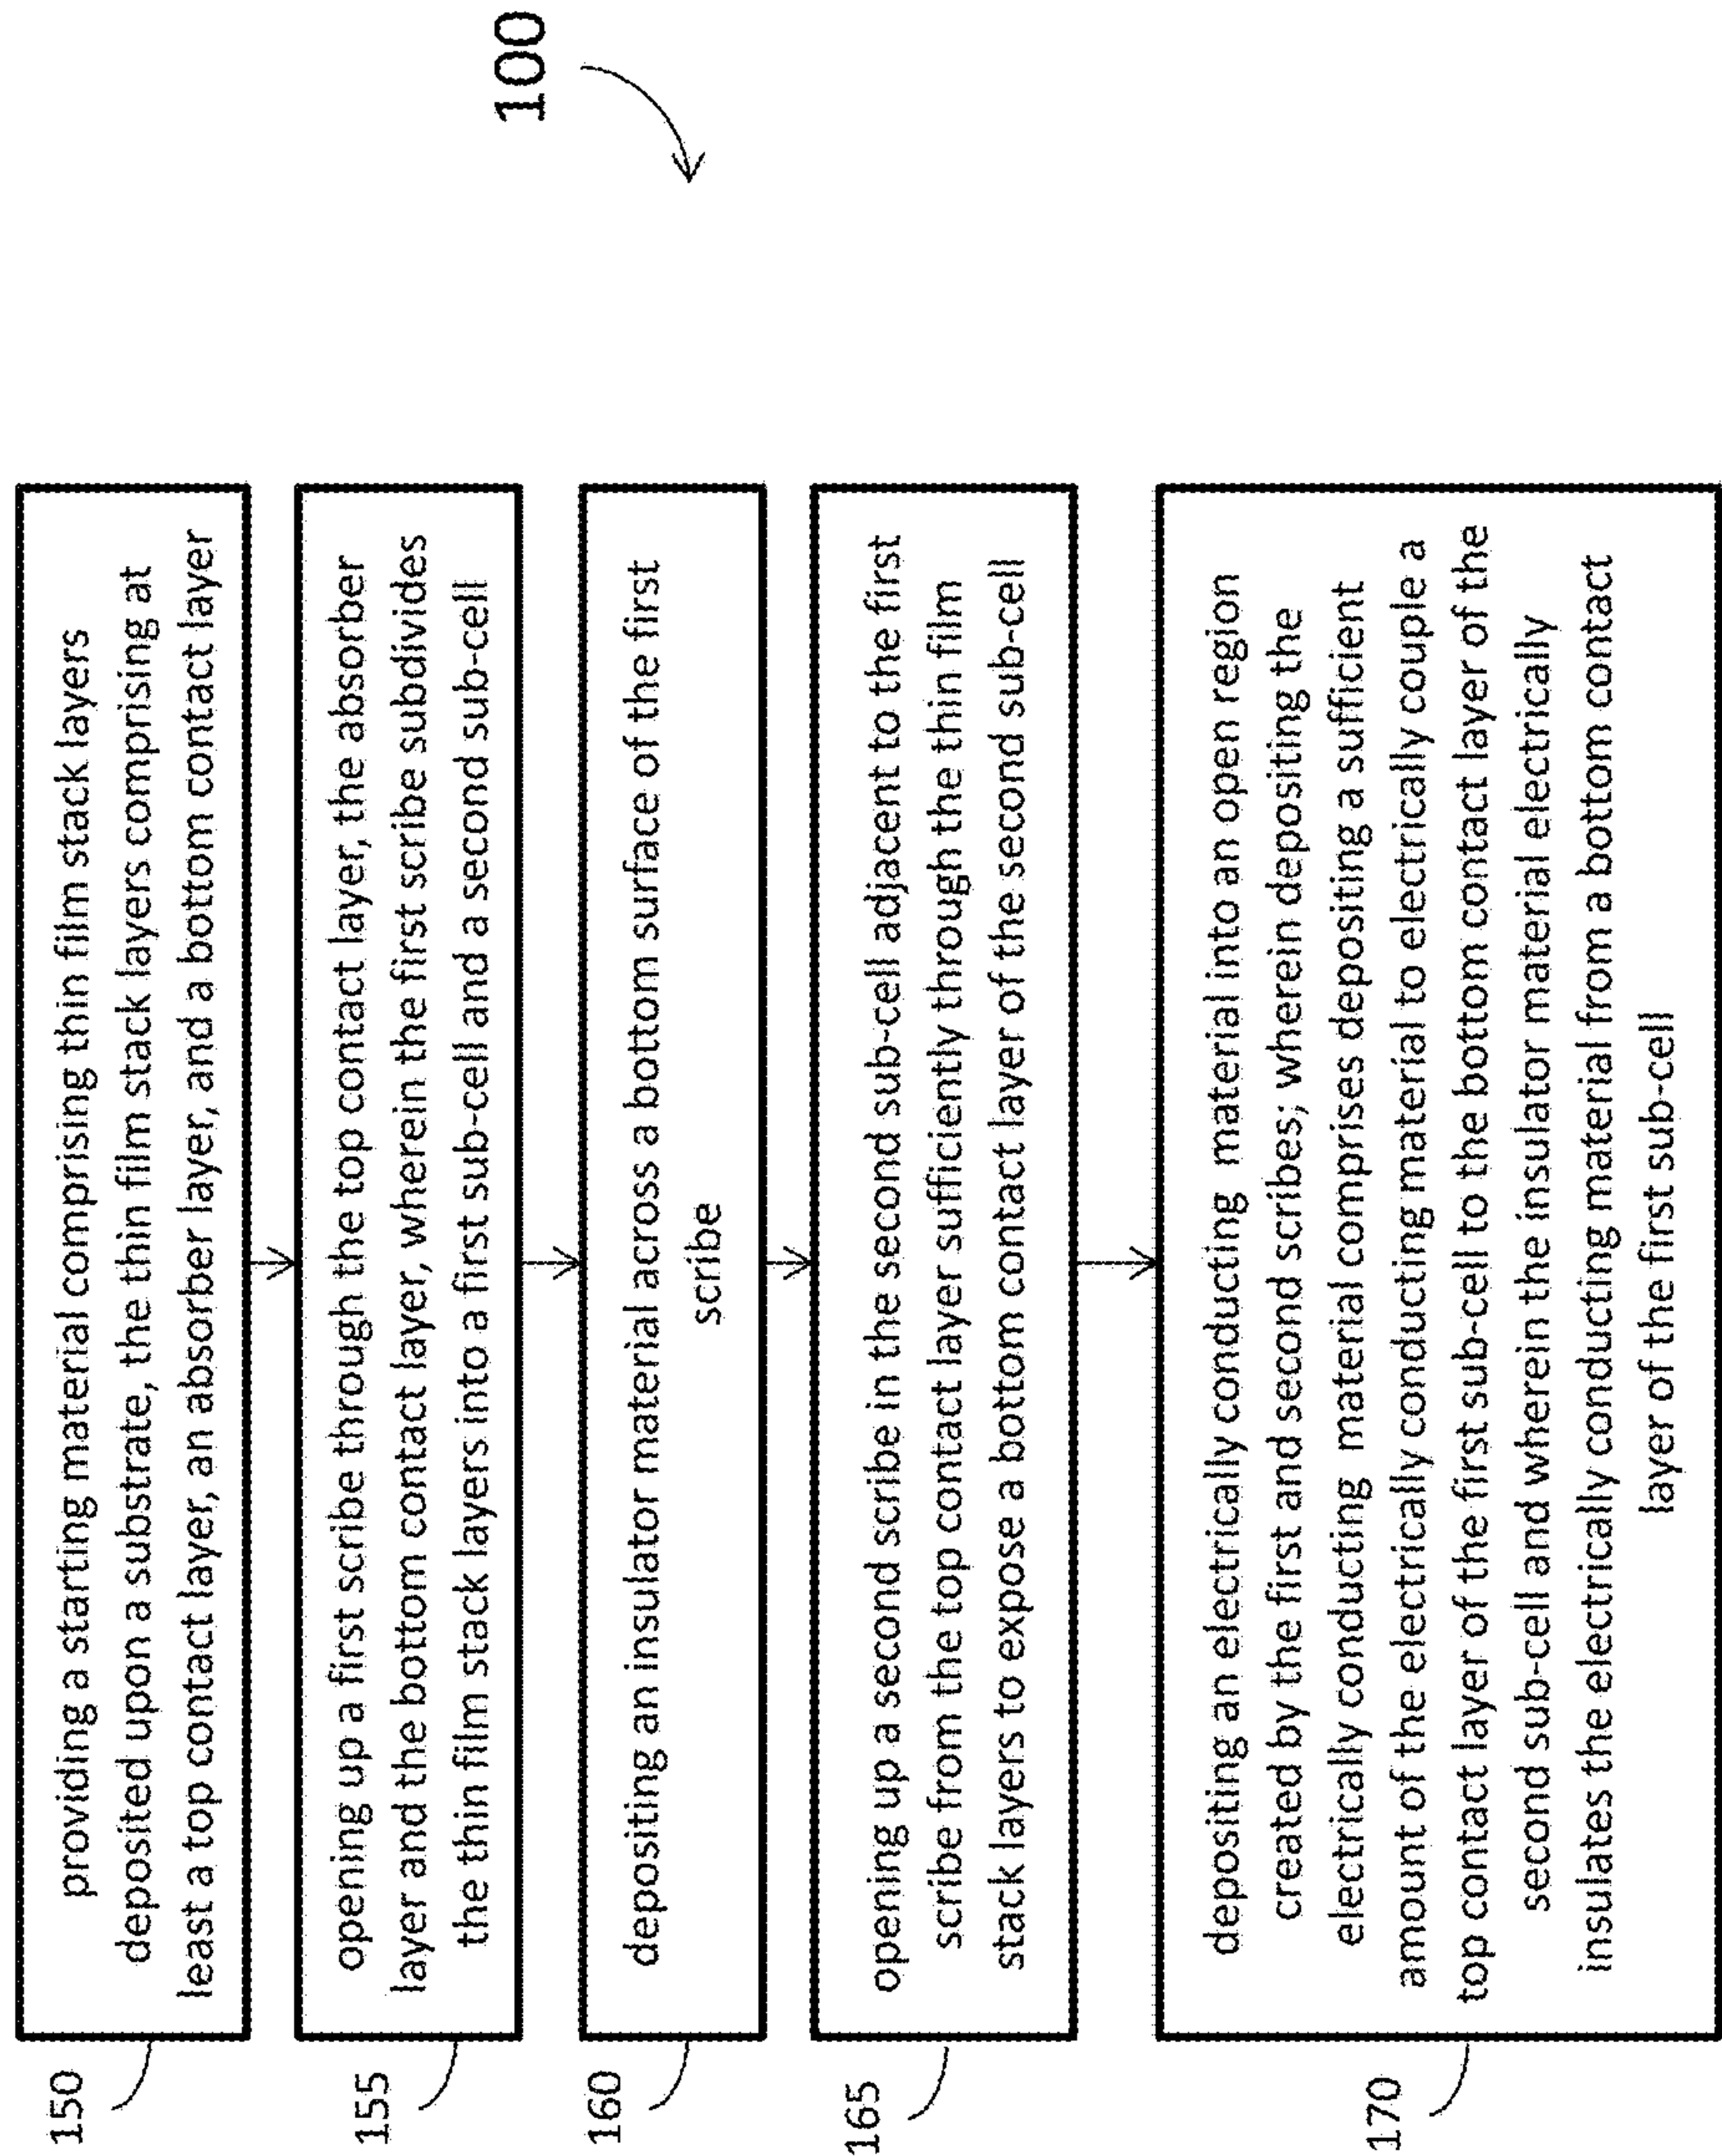 100
150
providing a starting material comprising thin film stack layers
deposited upon a substrate, the thin film stack layers comprising at
least a top contact layer, an absorber layer, and a bottom contact layer
155
opening up a first scribe through the top contact layer, the absorber
layer and the bottom contact layer, wherein the first scribe subdivides
the thin film stack layers into a first sub-cell and a second sub-cell
160
depositing an insulator material across a bottom surface of the first
scribe
165
opening up a second scribe in the second sub-cell adjacent to the first
scribe from the top contact layer sufficiently through the thin film
stack layers to expose a bottom contact layer of the second sub-cell
170
depositing an electrically conducting material into an open region
created by the first and second scribes; wherein depositing the
electrically conducting material comprises depositing a sufficient
amount of the electrically conducting material to electrically couple a
top contact layer of the first sub-cell to the bottom contact layer of the
second sub-cell and wherein the insulator material electrically
insulates the electrically conducting material from a bottom contact
layer of the first sub-cell